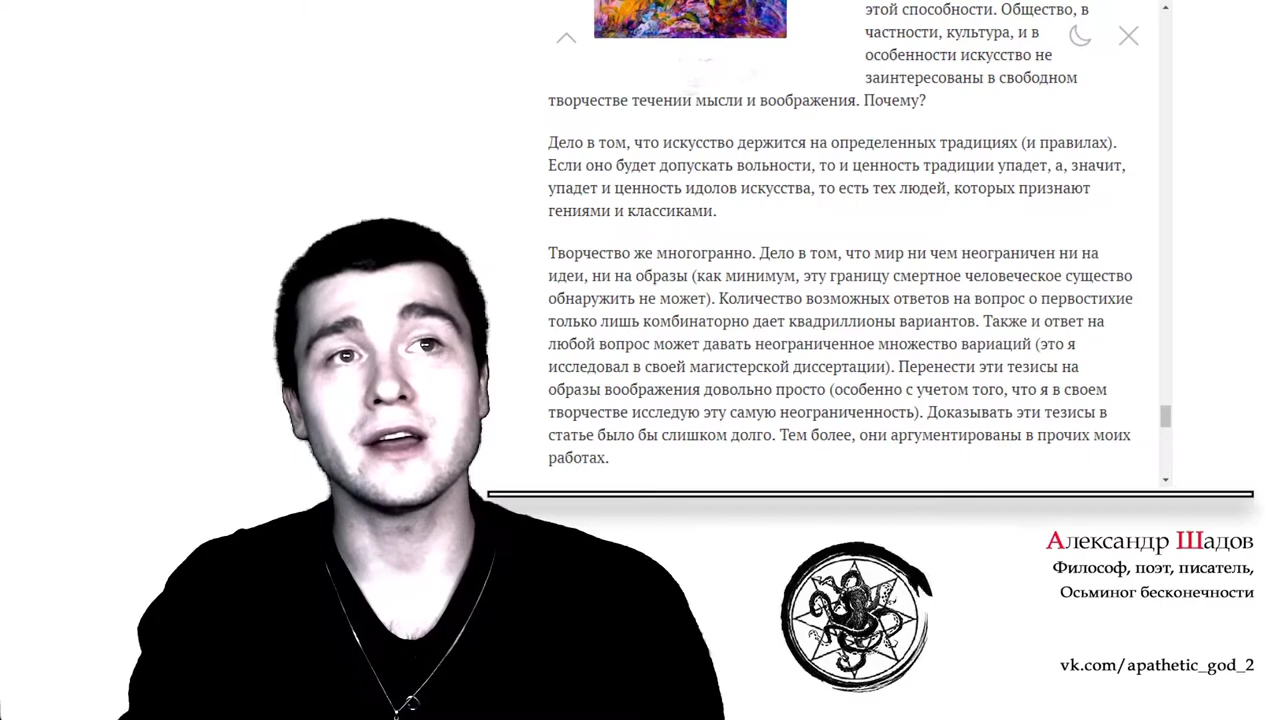 этой способности. Общество, в
частности, культура, и в
особенности искусство не
заинтересованы в свободном
творчестве течении мысли и воображения. Почему?
Дело в том, что искусство держится на определенных традициях (и правилах).
Если оно будет допускать вольности, то и ценность традиции упадет, а, значит,
упадет и ценность идолов искусства, то есть тех людей, которых признают
гениями и классиками.
Творчество же многогранно. Дело в том, что мир ни чем неограничен ни на
идеи, ни на образы (как минимум, эту границу смертное человеческое существо
обнаружить не может). Количество возможных ответов на вопрос о первостихие
только лишь комбинаторно дает квадриллионы вариантов. Также и ответ на
любой вопрос может давать неограниченное множество вариаций (это я
исследовал в своей магистерской диссертации). Перенести эти тезисы на
образы воображения довольно просто (особенно с учетом того, что я в своем
творчестве исследую эту самую неограниченность). Доказывать эти тезисы в
статье было бы слишком долго. Тем более, они аргументированы в прочих моих
работах.
Александр Шадов
Философ, поэт, писатель,
Осьминог бесконечности
vk.com/apathetic_god_2